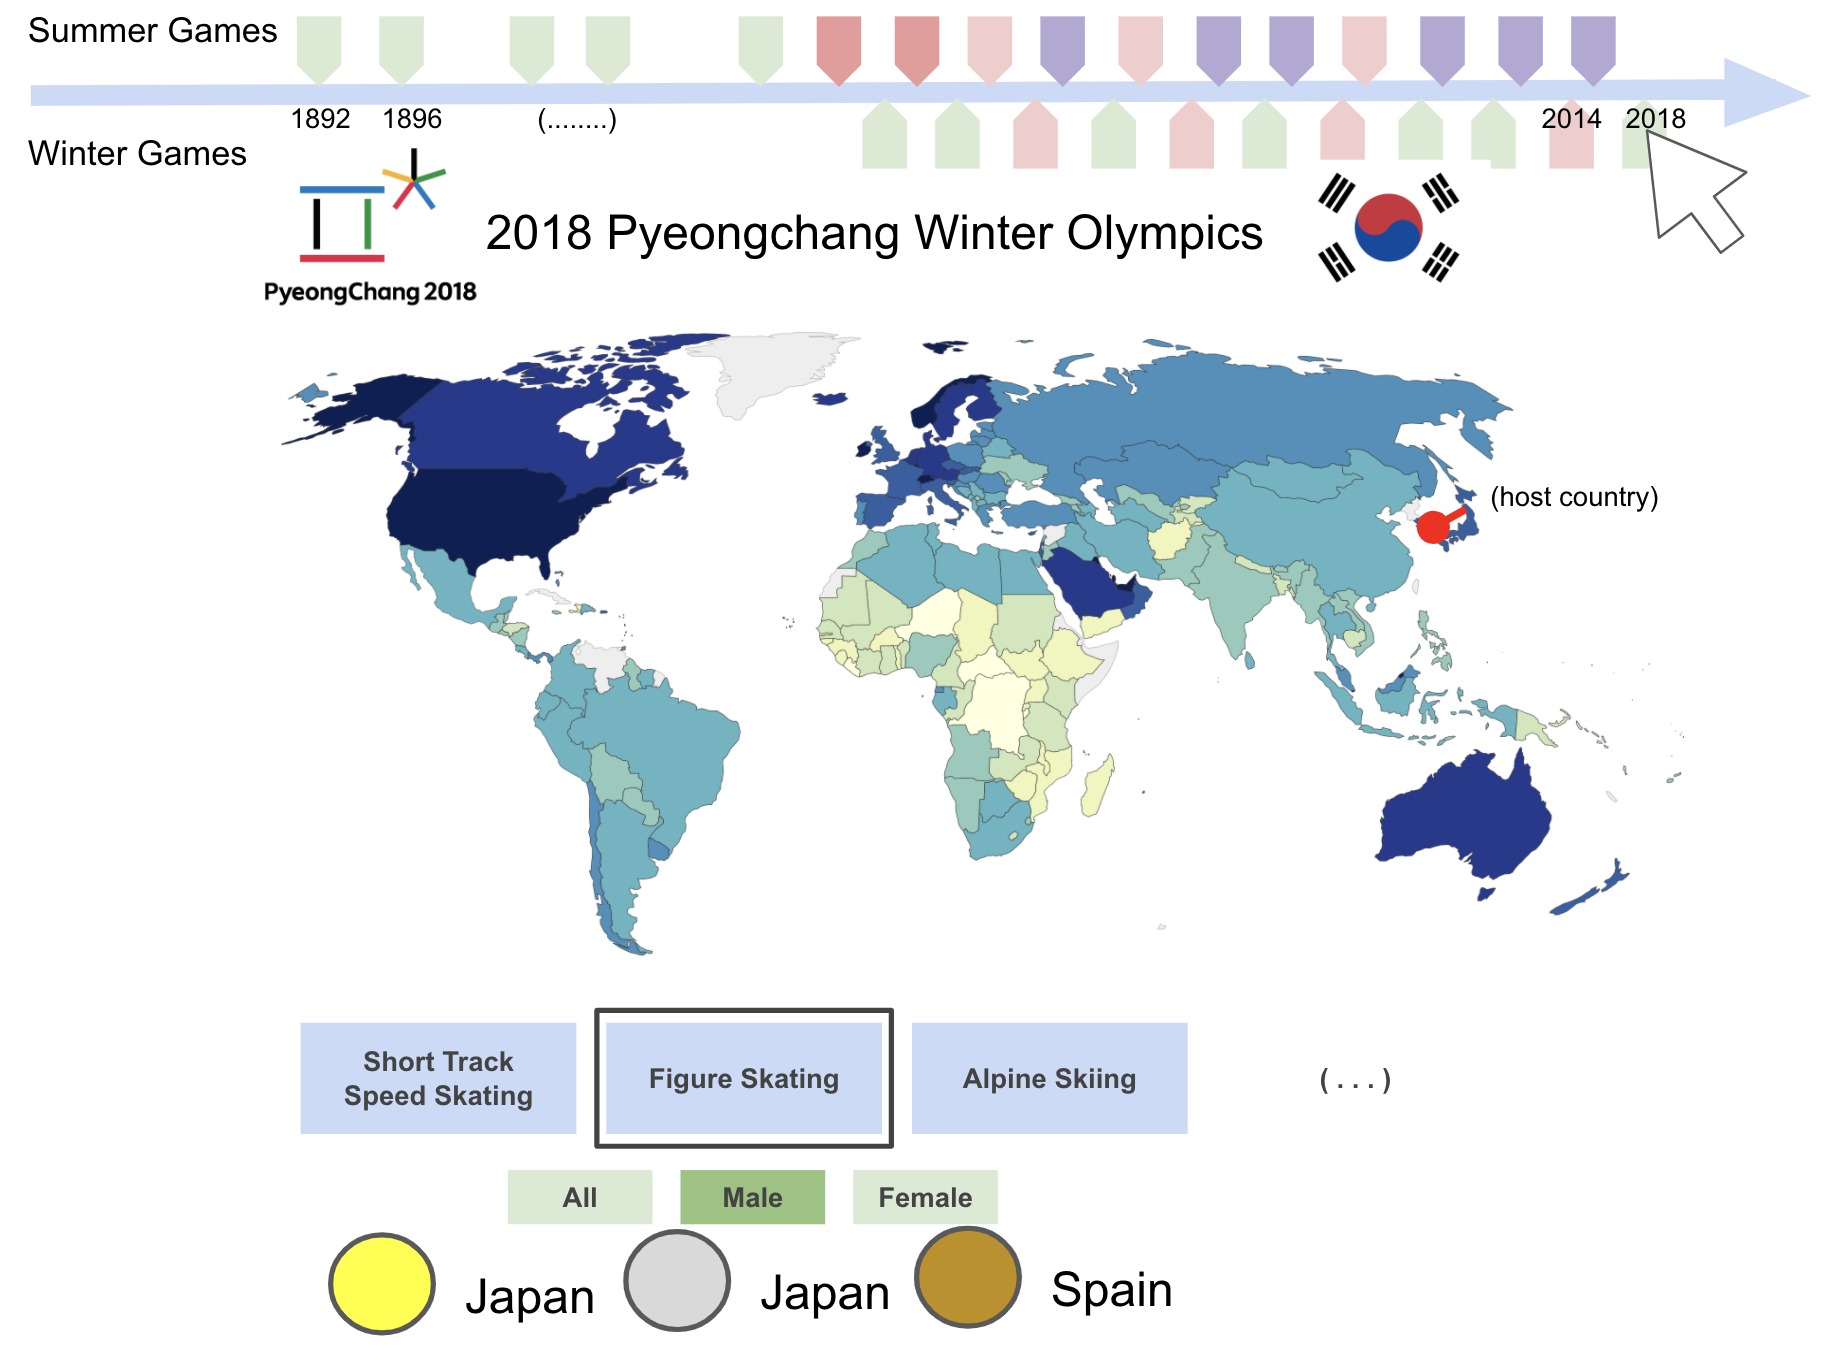 Summer Games
1892 1896 (........) 2014 2018
Winter Games
2018 Pyeongchang Winter Olympics
PyeongChang 2018
(host country)
Short Track
Speed Skating
Figure Skating
Alpine Skiing
( . . . )
All
Male
Female
Japan
Japan
Spain